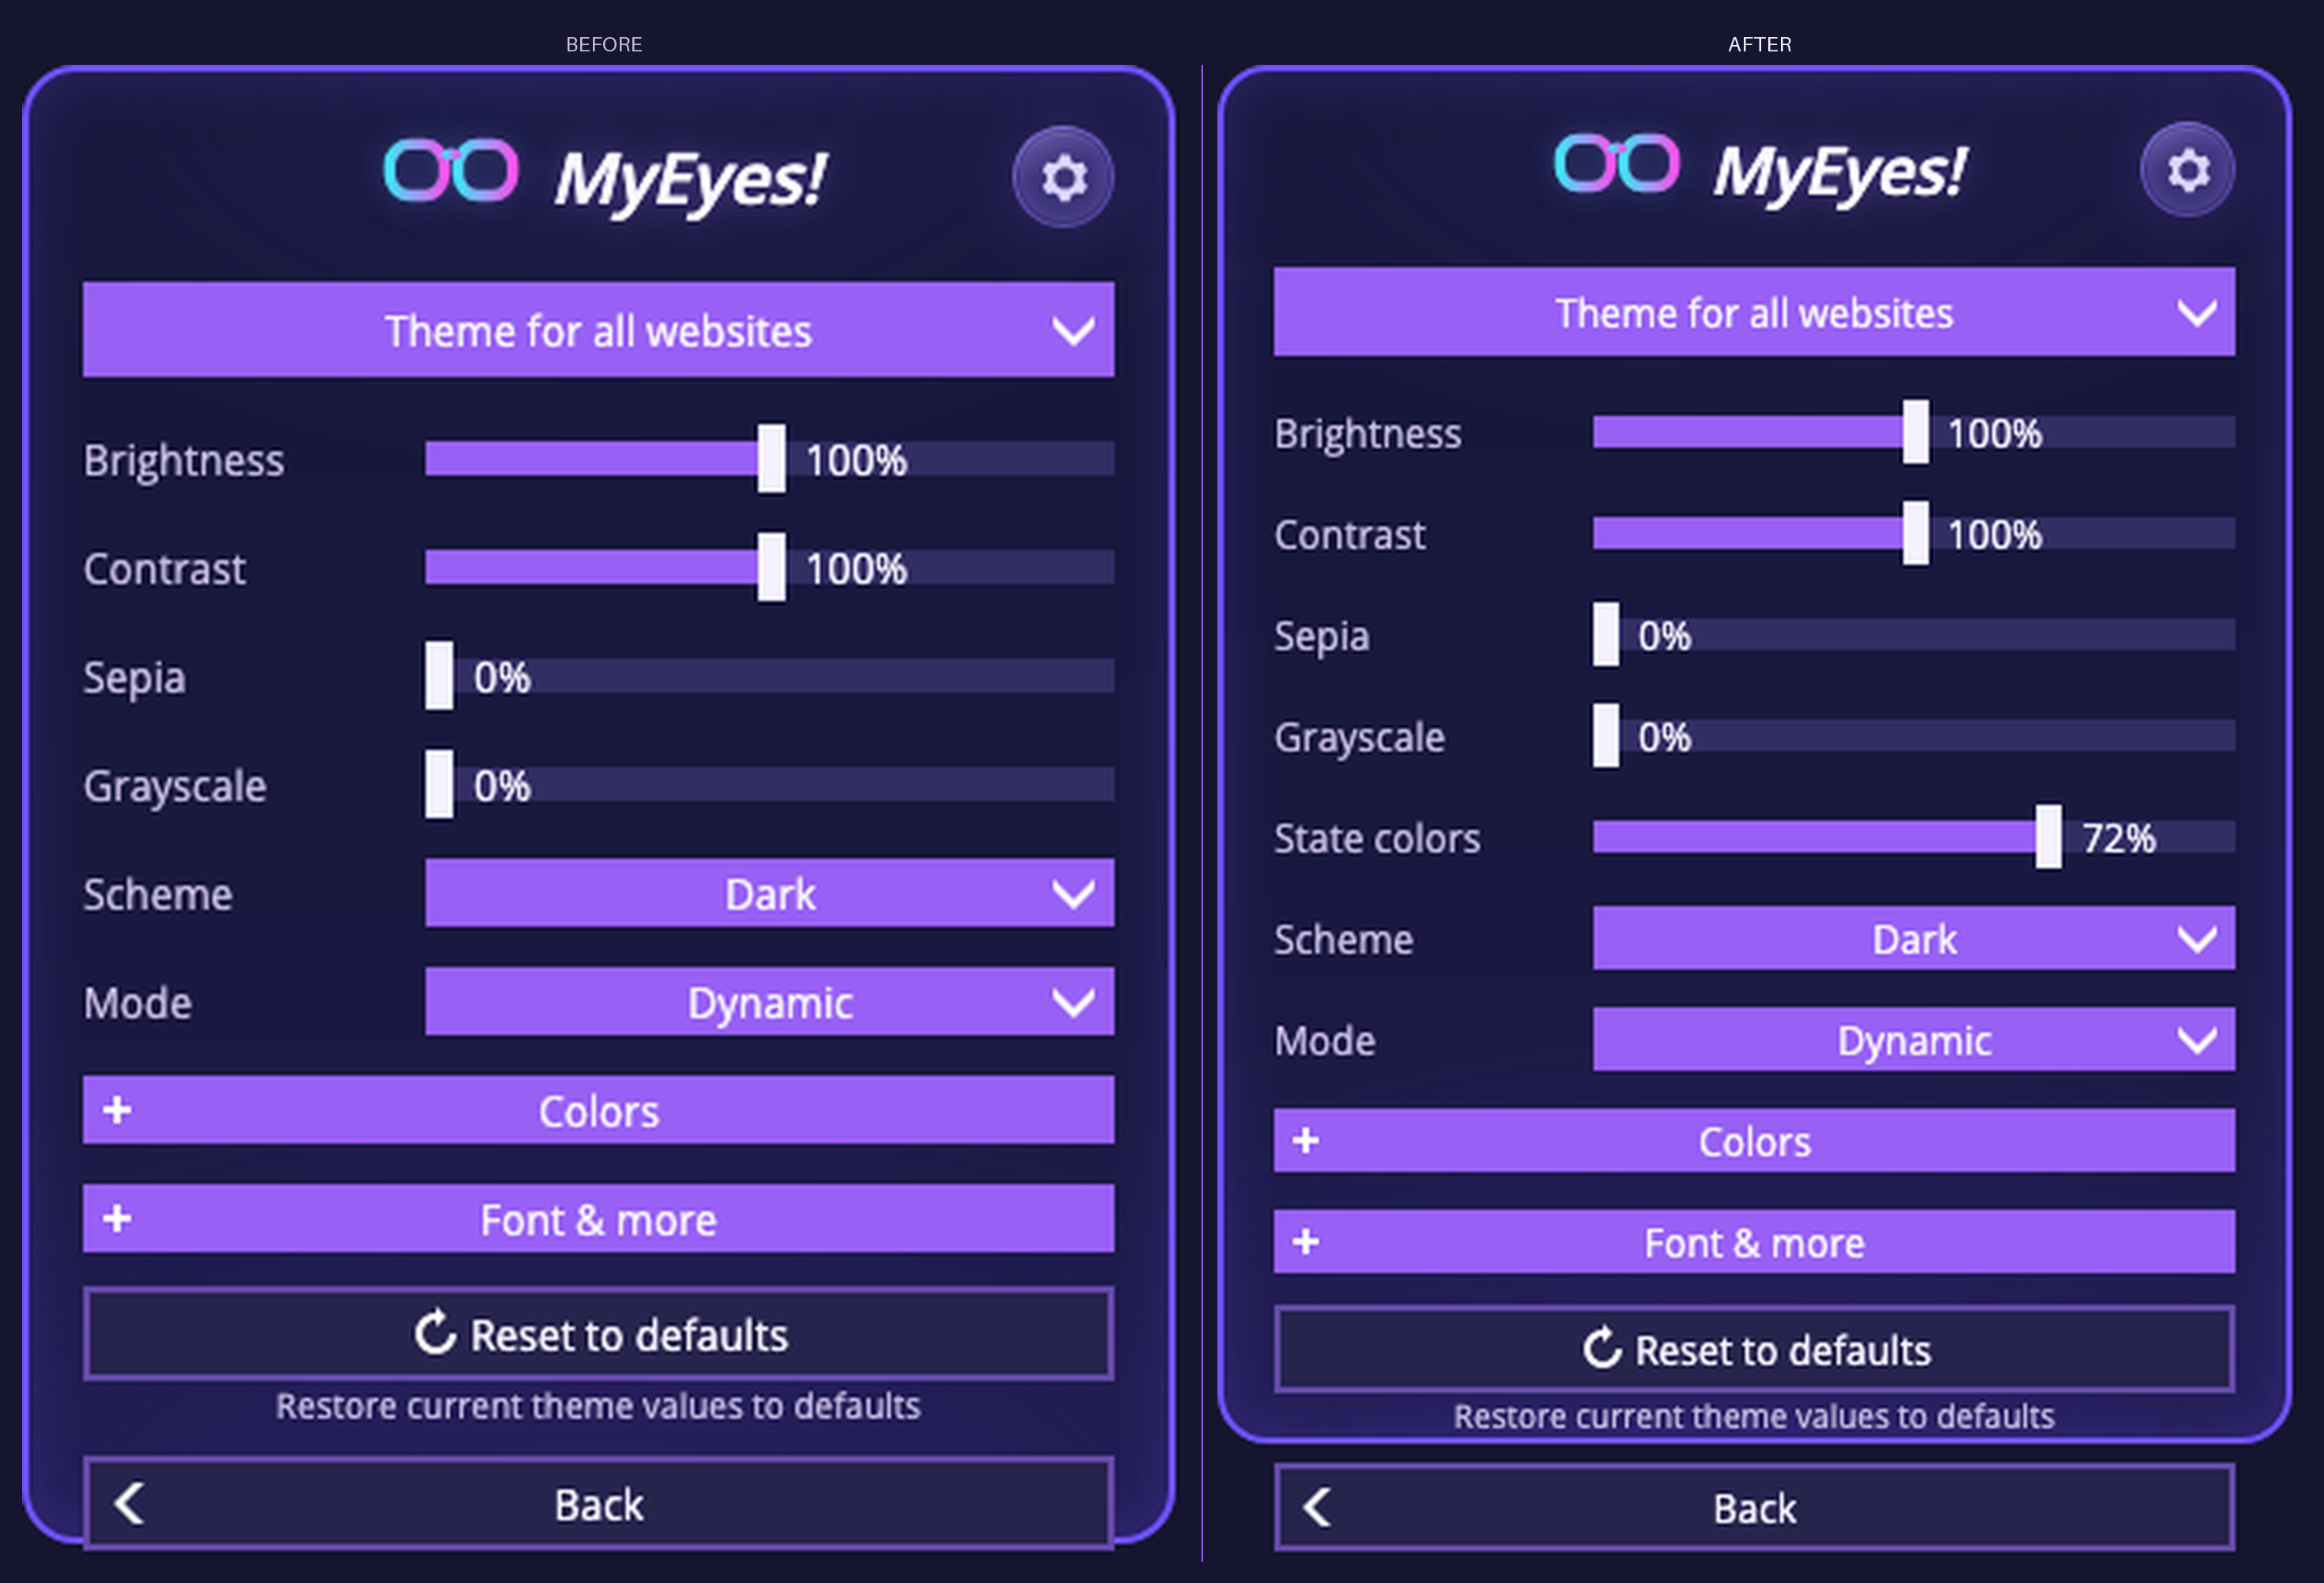 BEFORE
MyEyes!
Theme for all websites
Brightness 100%
Contrast 100%
Sepia 0%
Grayscale 0%
Scheme Dark
Mode Dynamic
+ Colors
+ Font & more
Reset to defaults
Restore current theme values to defaults
Back
AFTER
MyEyes!
Theme for all websites
Brightness 100%
Contrast 100%
Sepia 0%
Grayscale 0%
State colors 72%
Scheme Dark
Mode Dynamic
+ Colors
+ Font & more
Reset to defaults
Restore current theme values to defaults
Back